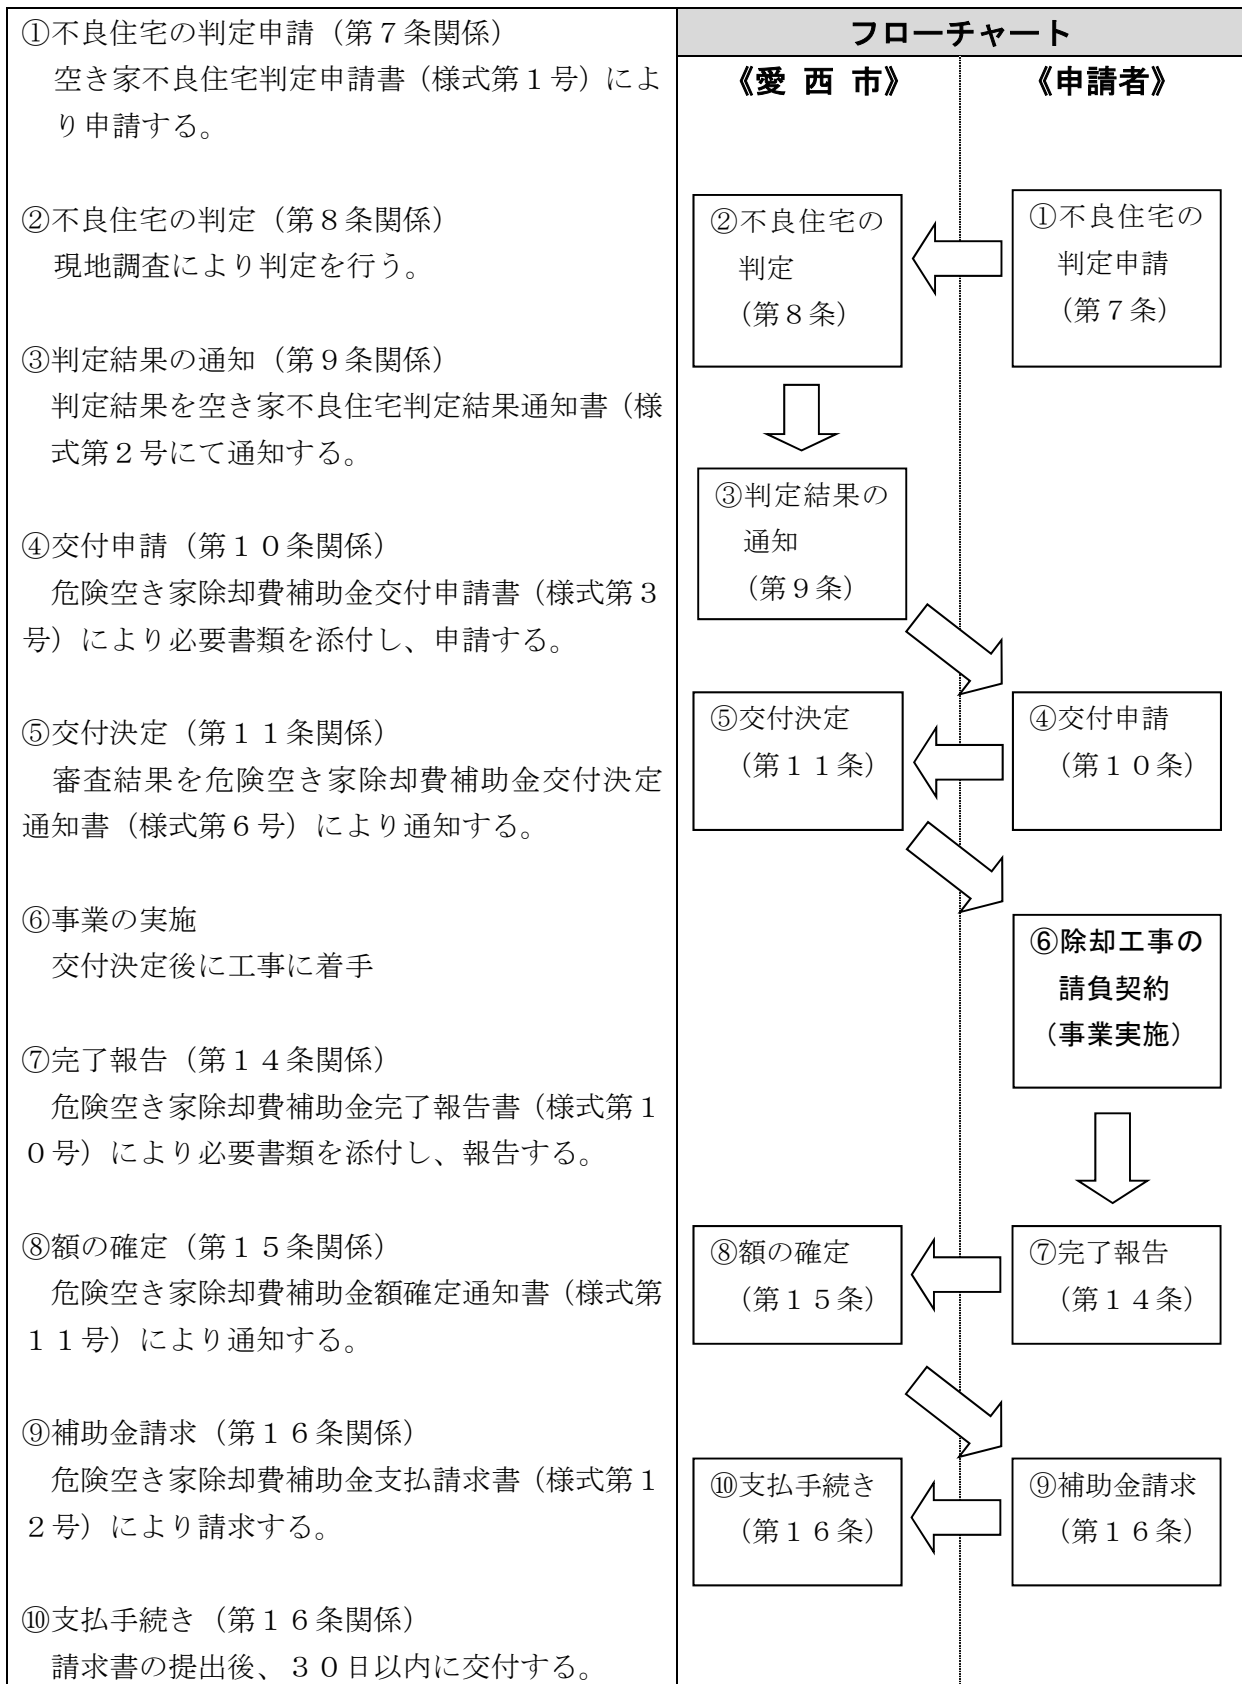 ①不良住宅の判定申請（第７条関係）
空き家不良住宅判定申請書（様式第１号）によ
り申請する。
②不良住宅の判定（第８条関係）
現地調査により判定を行う。
③判定結果の通知（第９条関係）
判定結果を空き家不良住宅判定結果通知書（様
式第２号にて通知する。
④交付申請（第１０条関係）
危険空き家除却費補助金交付申請書（様式第３
号）により必要書類を添付し、申請する。
⑤交付決定（第１１条関係）
審査結果を危険空き家除却費補助金交付決定
通知書（様式第６号）により通知する。
⑥事業の実施
交付決定後に工事に着手
⑦完了報告（第１４条関係）
危険空き家除却費補助金完了報告書（様式第１
０号）により必要書類を添付し、報告する。
⑧額の確定（第１５条関係）
危険空き家除却費補助金額確定通知書（様式第
１１号）により通知する。
⑨補助金請求（第１６条関係）
危険空き家除却費補助金支払請求書（様式第１
２号）により請求する。
⑩支払手続き（第１６条関係）
請求書の提出後、３０日以内に交付する。
フローチャート
《愛 西 市》
《申請者》
①不良住宅の
判定申請
（第７条）
②不良住宅の
判定
（第８条）
③判定結果の
通知
（第９条）
④交付申請
（第１０条）
⑤交付決定
（第１１条）
⑥除却工事の
請負契約
（事業実施）
⑦完了報告
（第１４条）
⑧額の確定
（第１５条）
⑨補助金請求
（第１６条）
⑩支払手続き
（第１６条）